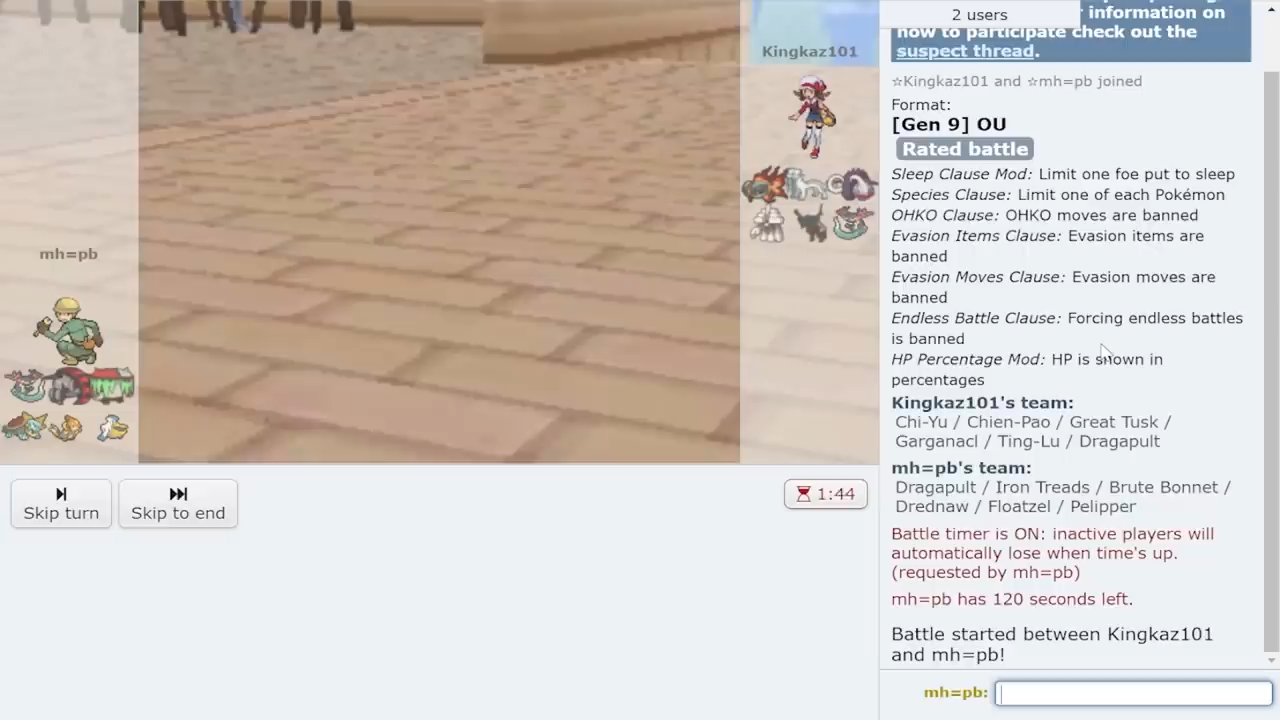 2 users
information on
how to participate check out the
suspect thread.
Kingkaz101
☆Kingkaz101 and ☆mh=pb joined
Format:
[Gen 9] OU
Rated battle
Sleep Clause Mod: Limit one foe put to sleep
Species Clause: Limit one of each Pokémon
OHKO Clause: OHKO moves are banned
Evasion Items Clause: Evasion items are
banned
Evasion Moves Clause: Evasion moves are
banned
Endless Battle Clause: Forcing endless battles
is banned
HP Percentage Mod: HP is shown in
percentages
Kingkaz101's team:
Chi-Yu / Chien-Pao / Great Tusk /
Garganacl / Ting-Lu / Dragapult
mh=pb's team:
Dragapult / Iron Treads / Brute Bonnet /
Drednaw / Floatzel / Pelipper
Battle timer is ON: inactive players will
automatically lose when time's up.
(requested by mh=pb)
mh=pb has 120 seconds left.
Battle started between Kingkaz101
and mh=pb!
mh=pb:
mh=pb
Skip turn
Skip to end
1:44